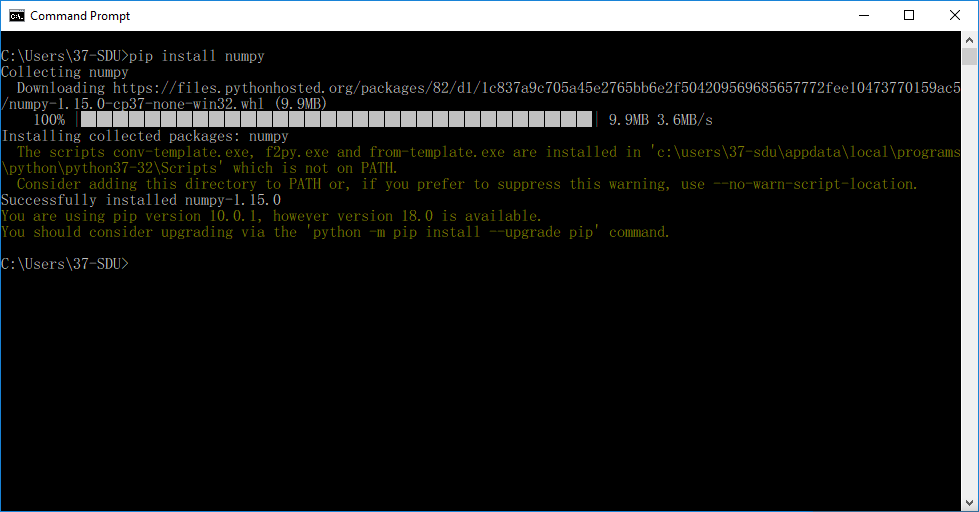 Command Prompt
C:\Users\37-SDU>pip install numpy
Collecting numpy
Downloading https://files.pythonhosted.org/packages/82/d1/1c837a9c705a45e2765bb6e2f504209569685657772fee10473770159ac5
/numpy-1.15.0-cp37-none-win32.whl (9.9MB)
100% 9.9MB 3.6MB/s
Installing collected packages: numpy
The scripts conv-template.exe, f2py.exe and from-template.exe are installed in 'c:\users\37-sdu\appdata\local\programs
\python\python37-32\Scripts' which is not on PATH.
Consider adding this directory to PATH or, if you prefer to suppress this warning, use --no-warn-script-location.
Successfully installed numpy-1.15.0
You are using pip version 10.0.1, however version 18.0 is available.
You should consider upgrading via the 'python -m pip install --upgrade pip' command.
C:\Users\37-SDU>